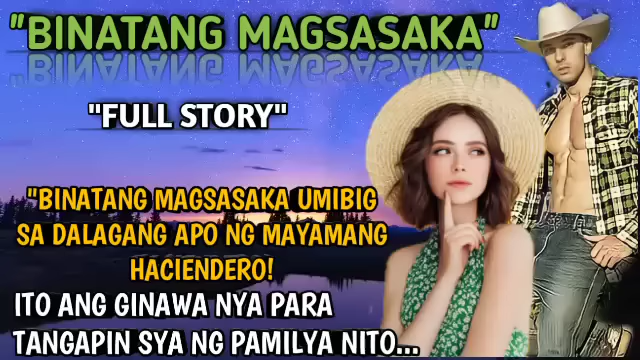 "BINATANG MAGSASAKA"
"FULL STORY"
"BINATANG MAGSASAKA UMIBIG
SA DALAGANG APO NG MAYAMANG
HACIENDERO!
ITO ANG GINAWA NYA PARA
TANGAPIN SYA NG PAMILYA NITO...